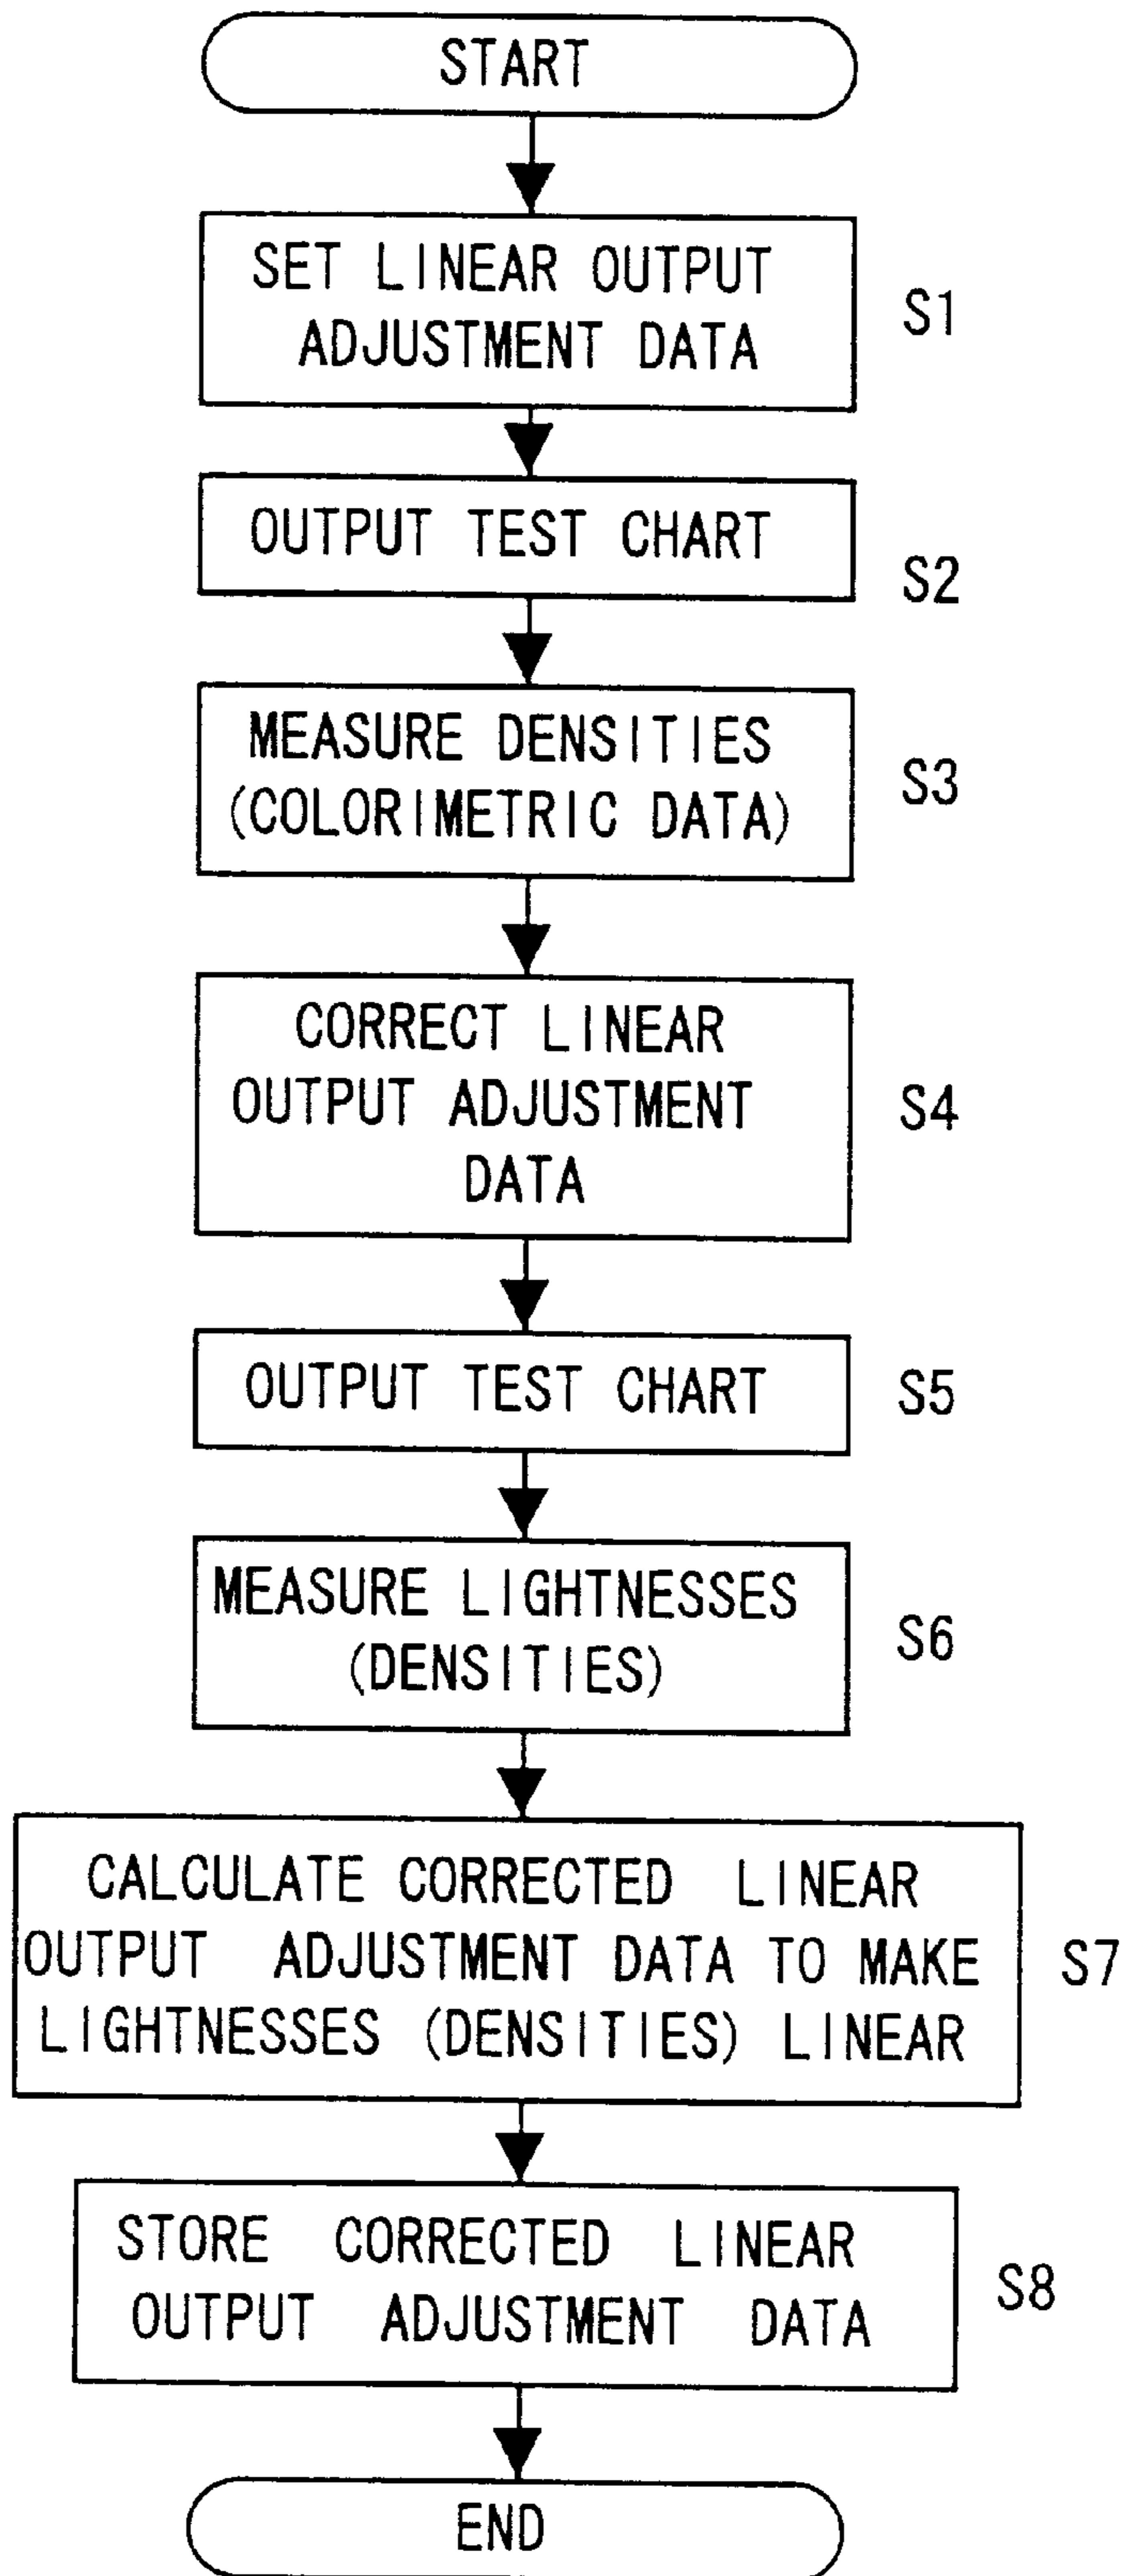 START
SET LINEAR OUTPUT
ADJUSTMENT DATA
S1
OUTPUT TEST CHART
S2
MEASURE DENSITIES
(COLORIMETRIC DATA)
S3
CORRECT LINEAR
OUTPUT ADJUSTMENT
DATA
S4
OUTPUT TEST CHART
S5
MEASURE LIGHTNESSES
(DENSITIES)
S6
CALCULATE CORRECTED LINEAR
OUTPUT ADJUSTMENT DATA TO MAKE
LIGHTNESSES (DENSITIES) LINEAR
S7
STORE CORRECTED LINEAR
OUTPUT ADJUSTMENT DATA
S8
END